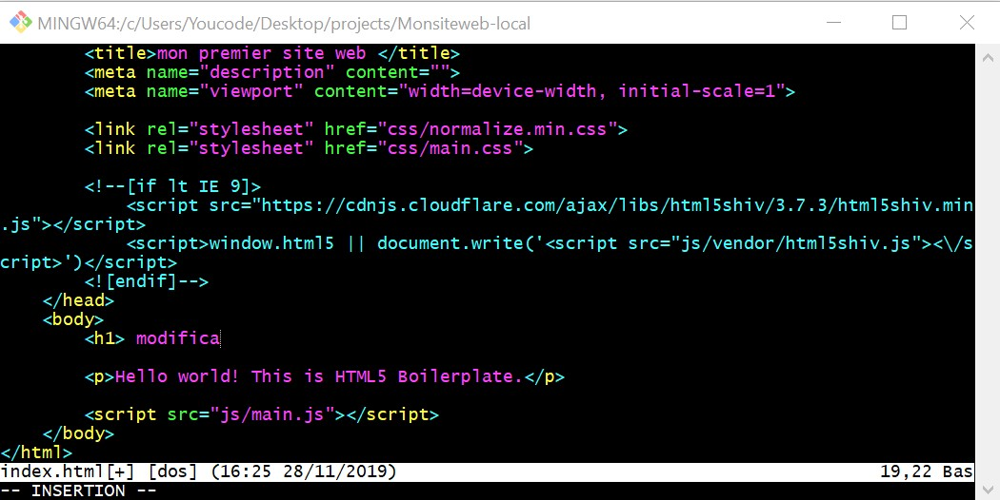 MINGW64:/c/Users/Youcode/Desktop/projects/Monsiteweb-local
<title>mon premier site web </title>
<meta name="description" content="">
<meta name="viewport" content="width=device-width, initial-scale=1">
<link rel="stylesheet" href="css/normalize.min.css">
<link rel="stylesheet" href="css/main.css">
<!--[if lt IE 9]>
<script src="https://cdnjs.cloudflare.com/ajax/libs/html5shiv/3.7.3/html5shiv.min
.js"></script>
<script>window.html5 || document.write('<script src="js/vendor/html5shiv.js"><\/s
cript>')</script>
<![endif]-->
</head>
<body>
<h1> modifica
<p>Hello world! This is HTML5 Boilerplate.</p>
<script src="js/main.js"></script>
</body>
</html>
index.html[+] [dos] (16:25 28/11/2019) 19,22 Bas
-- INSERTION --